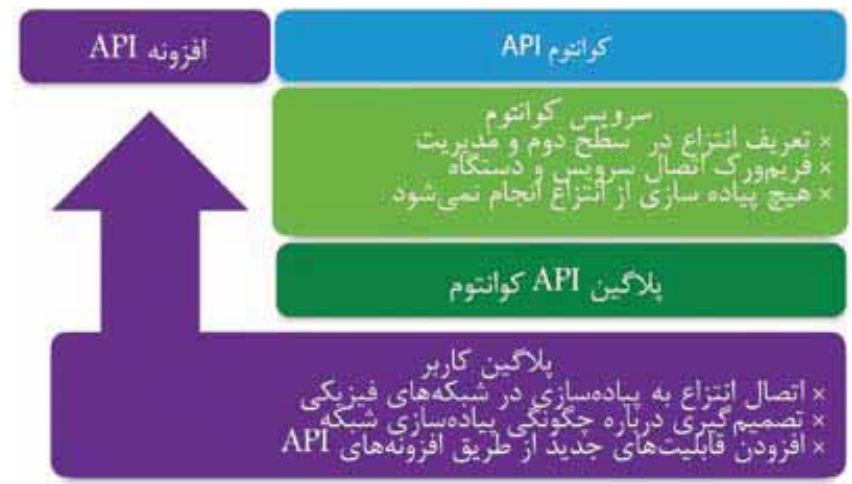 کوانتوم API
افزونه API
سرویس کوانتوم
× تعریف انتزاع در سطح دوم و مدیریت
× فریم‌ورک اتصال سرویس و دستگاه
× هیچ پیاده سازی از انتزاع انجام نمی‌شود
پلاگین API کوانتوم
پلاگین کاربر
× اتصال انتزاع به پیاده‌سازی در شبکه‌های فیزیکی
× تصمیم‌گیری درباره چگونگی پیاده‌سازی شبکه
× افزودن قابلیت‌های جدید از طریق افزونه‌های API